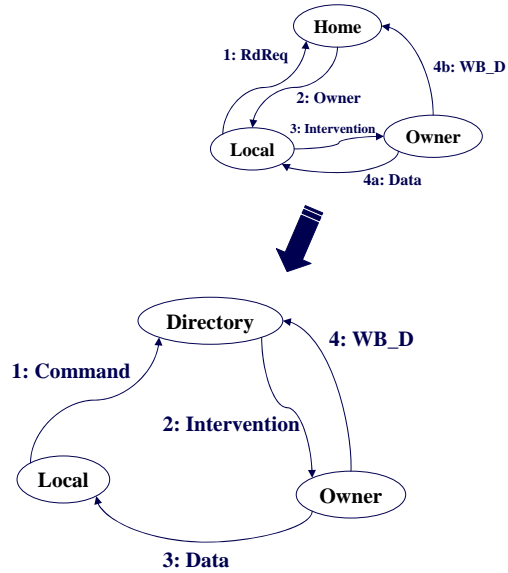 Home
1: RdReq
4b: WB_D
2: Owner
3: Intervention
Local
Owner
4a: Data
Directory
4: WB_D
1: Command
2: Intervention
Local
Owner
3: Data